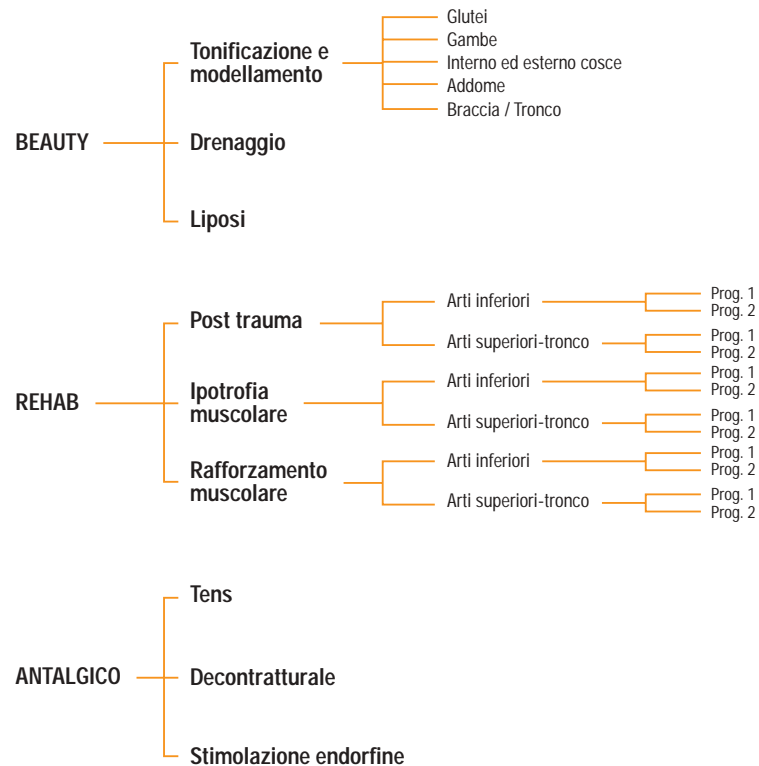 BEAUTY
Tonificazione e
modellamento
Glutei
Gambe
Interno ed esterno cosce
Addome
Braccia / Tronco
Drenaggio
Liposi
REHAB
Post trauma
Arti inferiori
Prog. 1
Prog. 2
Arti superiori-tronco
Prog. 1
Prog. 2
Ipotrofia
muscolare
Arti inferiori
Prog. 1
Prog. 2
Arti superiori-tronco
Prog. 1
Prog. 2
Rafforzamento
muscolare
Arti inferiori
Prog. 1
Prog. 2
Arti superiori-tronco
Prog. 1
Prog. 2
ANTALGICO
Tens
Decontratturale
Stimolazione endorfine